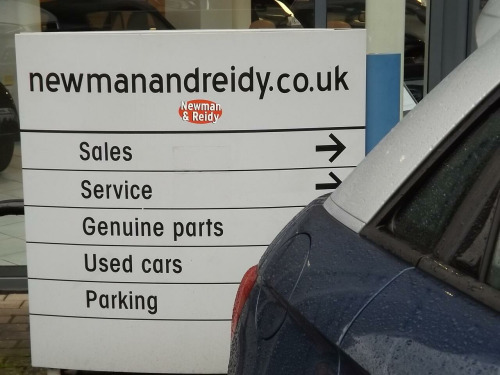 newmanandreidy.co.uk
Newman
& Reidy
Sales →
Service →
Genuine parts
Used cars
Parking